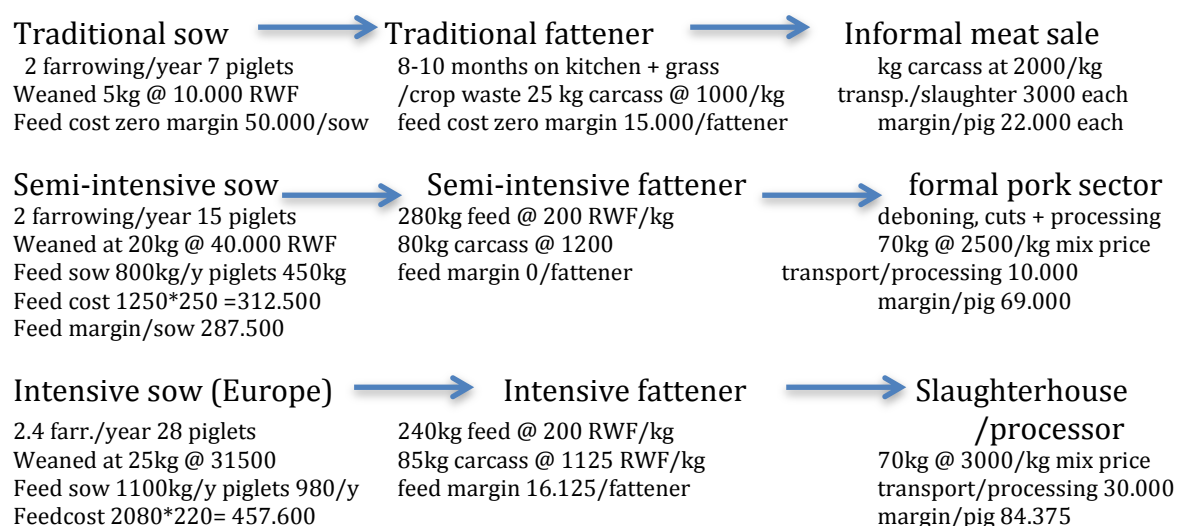 Traditional sow Traditional fattener Informal meat sale
2 farrowing/year 7 piglets 8-10 months on kitchen + grass kg carcass at 2000/kg
Weaned 5kg @ 10.000 RWF /crop waste 25 kg carcass @ 1000/kg transp./slaughter 3000 each
Feed cost zero margin 50.000/sow feed cost zero margin 15.000/fattener margin/pig 22.000 each
Semi-intensive sow Semi-intensive fattener formal pork sector
2 farrowing/year 15 piglets 280kg feed @ 200 RWF/kg deboning, cuts + processing
Weaned at 20kg @ 40.000 RWF 80kg carcass @ 1200 70kg @ 2500/kg mix price
Feed sow 800kg/y piglets 450kg feed margin 0/fattener transport/processing 10.000
Feed cost 1250*250 =312.500 margin/pig 69.000
Feed margin/sow 287.500
Intensive sow (Europe) Intensive fattener Slaughterhouse
2.4 farr./year 28 piglets 240kg feed @ 200 RWF/kg /processor
Weaned at 25kg @ 31500 85kg carcass @ 1125 RWF/kg 70kg @ 3000/kg mix price
Feed sow 1100kg/y piglets 980/y feed margin 16.125/fattener transport/processing 30.000
Feedcost 2080*220= 457.600 margin/pig 84.375